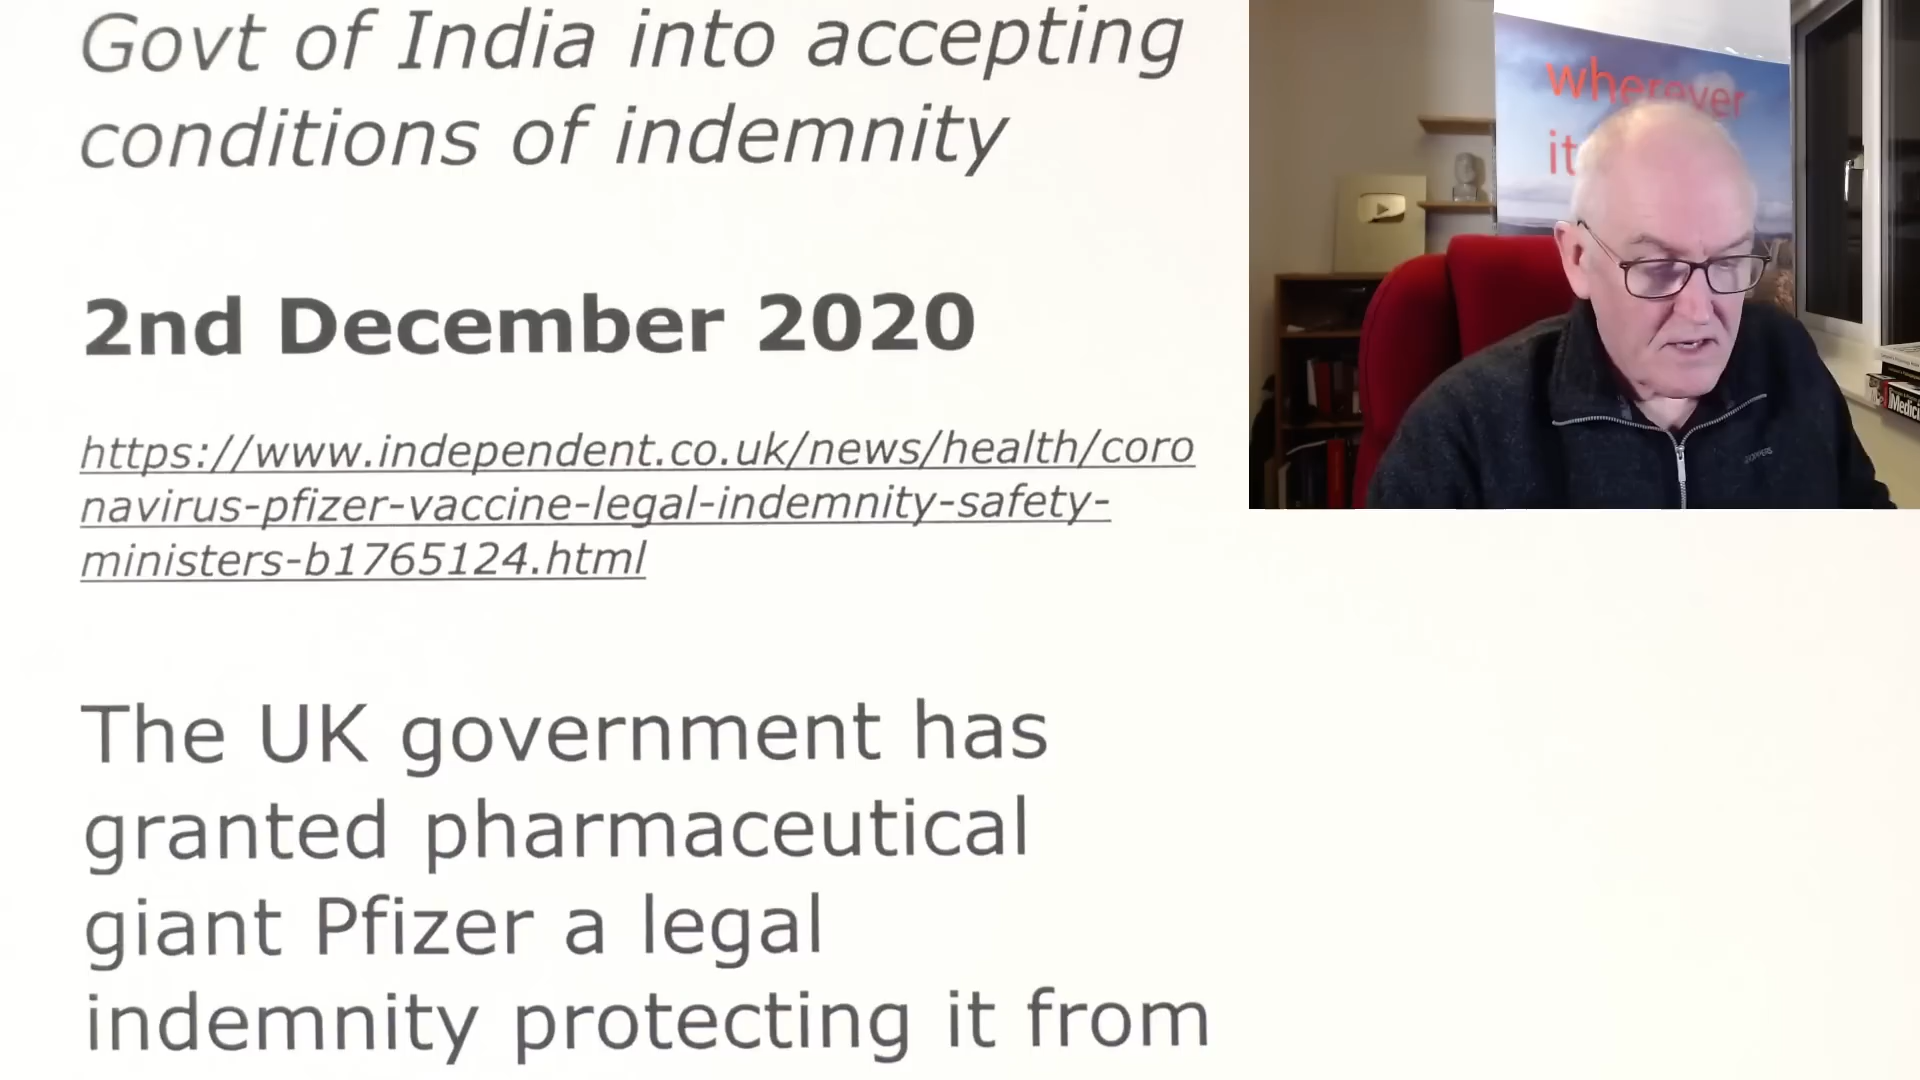 Govt of India into accepting
conditions of indemnity
2nd December 2020
https://www.independent.co.uk/news/health/coro
navirus-pfizer-vaccine-legal-indemnity-safety-
ministers-b1765124.html
The UK government has
granted pharmaceutical
giant Pfizer a legal
indemnity protecting it from
wherever
it